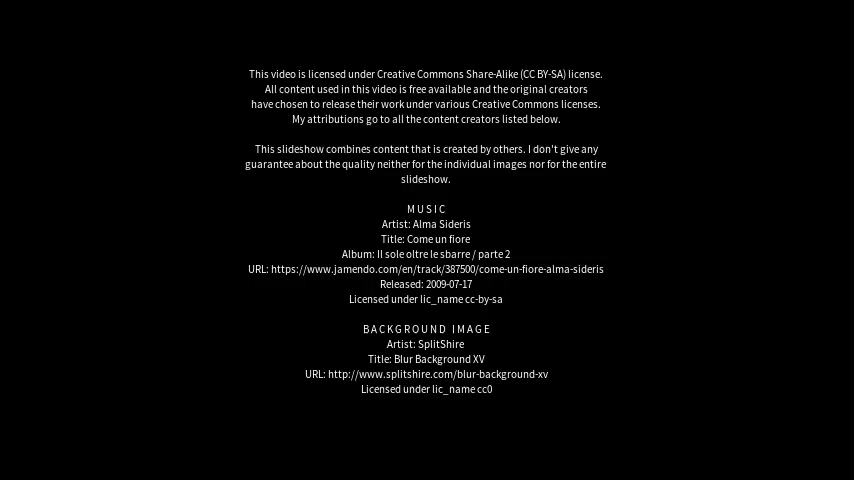 This video is licensed under Creative Commons Share-Alike (CC BY-SA) license.
All content used in this video is free available and the original creators
have chosen to release their work under various Creative Commons licenses.
My attributions go to all the content creators listed below.
This slideshow combines content that is created by others. I don't give any
guarantee about the quality neither for the individual images nor for the entire
slideshow.
MUSIC
Artist: Alma Sideris
Title: Come un fiore
Album: Il sole oltre le sbarre / parte 2
URL: https://www.jamendo.com/en/track/387500/come-un-fiore-alma-sideris
Released: 2009-07-17
Licensed under lic_name cc-by-sa
BACKGROUND IMAGE
Artist: SplitShire
Title: Blur Background XV
URL: http://www.splitshire.com/blur-background-xv
Licensed under lic_name cc0